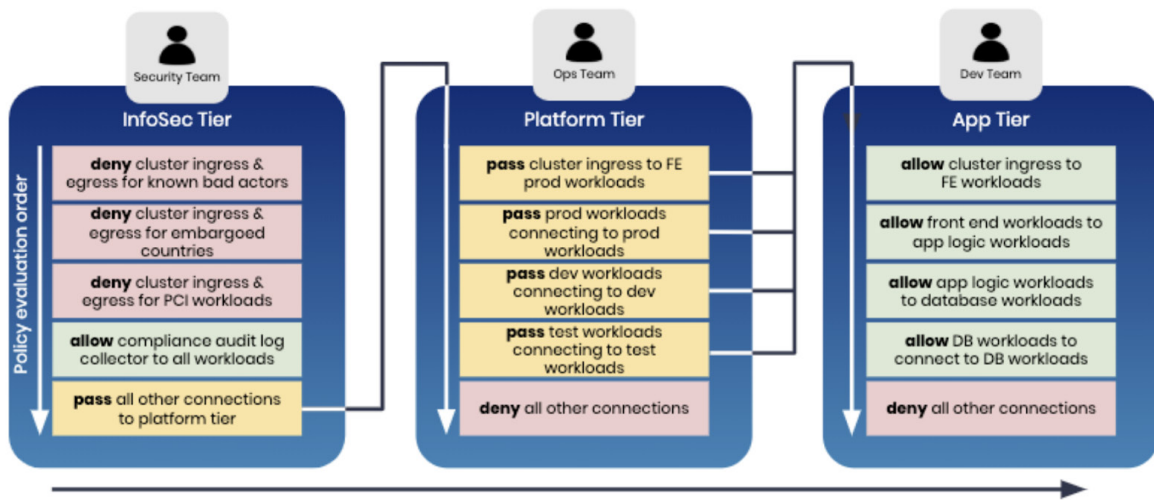 Security Team
InfoSec Tier
deny cluster ingress &
egress for known bad actors
deny cluster ingress &
egress for embargoed
countries
deny cluster ingress &
egress for PCI workloads
allow compliance audit log
collector to all workloads
pass all other connections
to platform tier
Policy evaluation order
Ops Team
Platform Tier
pass cluster ingress to FE
prod workloads
pass prod workloads
connecting to prod
workloads
pass dev workloads
connecting to dev
workloads
pass test workloads
connecting to test
workloads
deny all other connections
Dev Team
App Tier
allow cluster ingress to
FE workloads
allow front end workloads to
app logic workloads
allow app logic workloads
to database workloads
allow DB workloads to
connect to DB workloads
deny all other connections